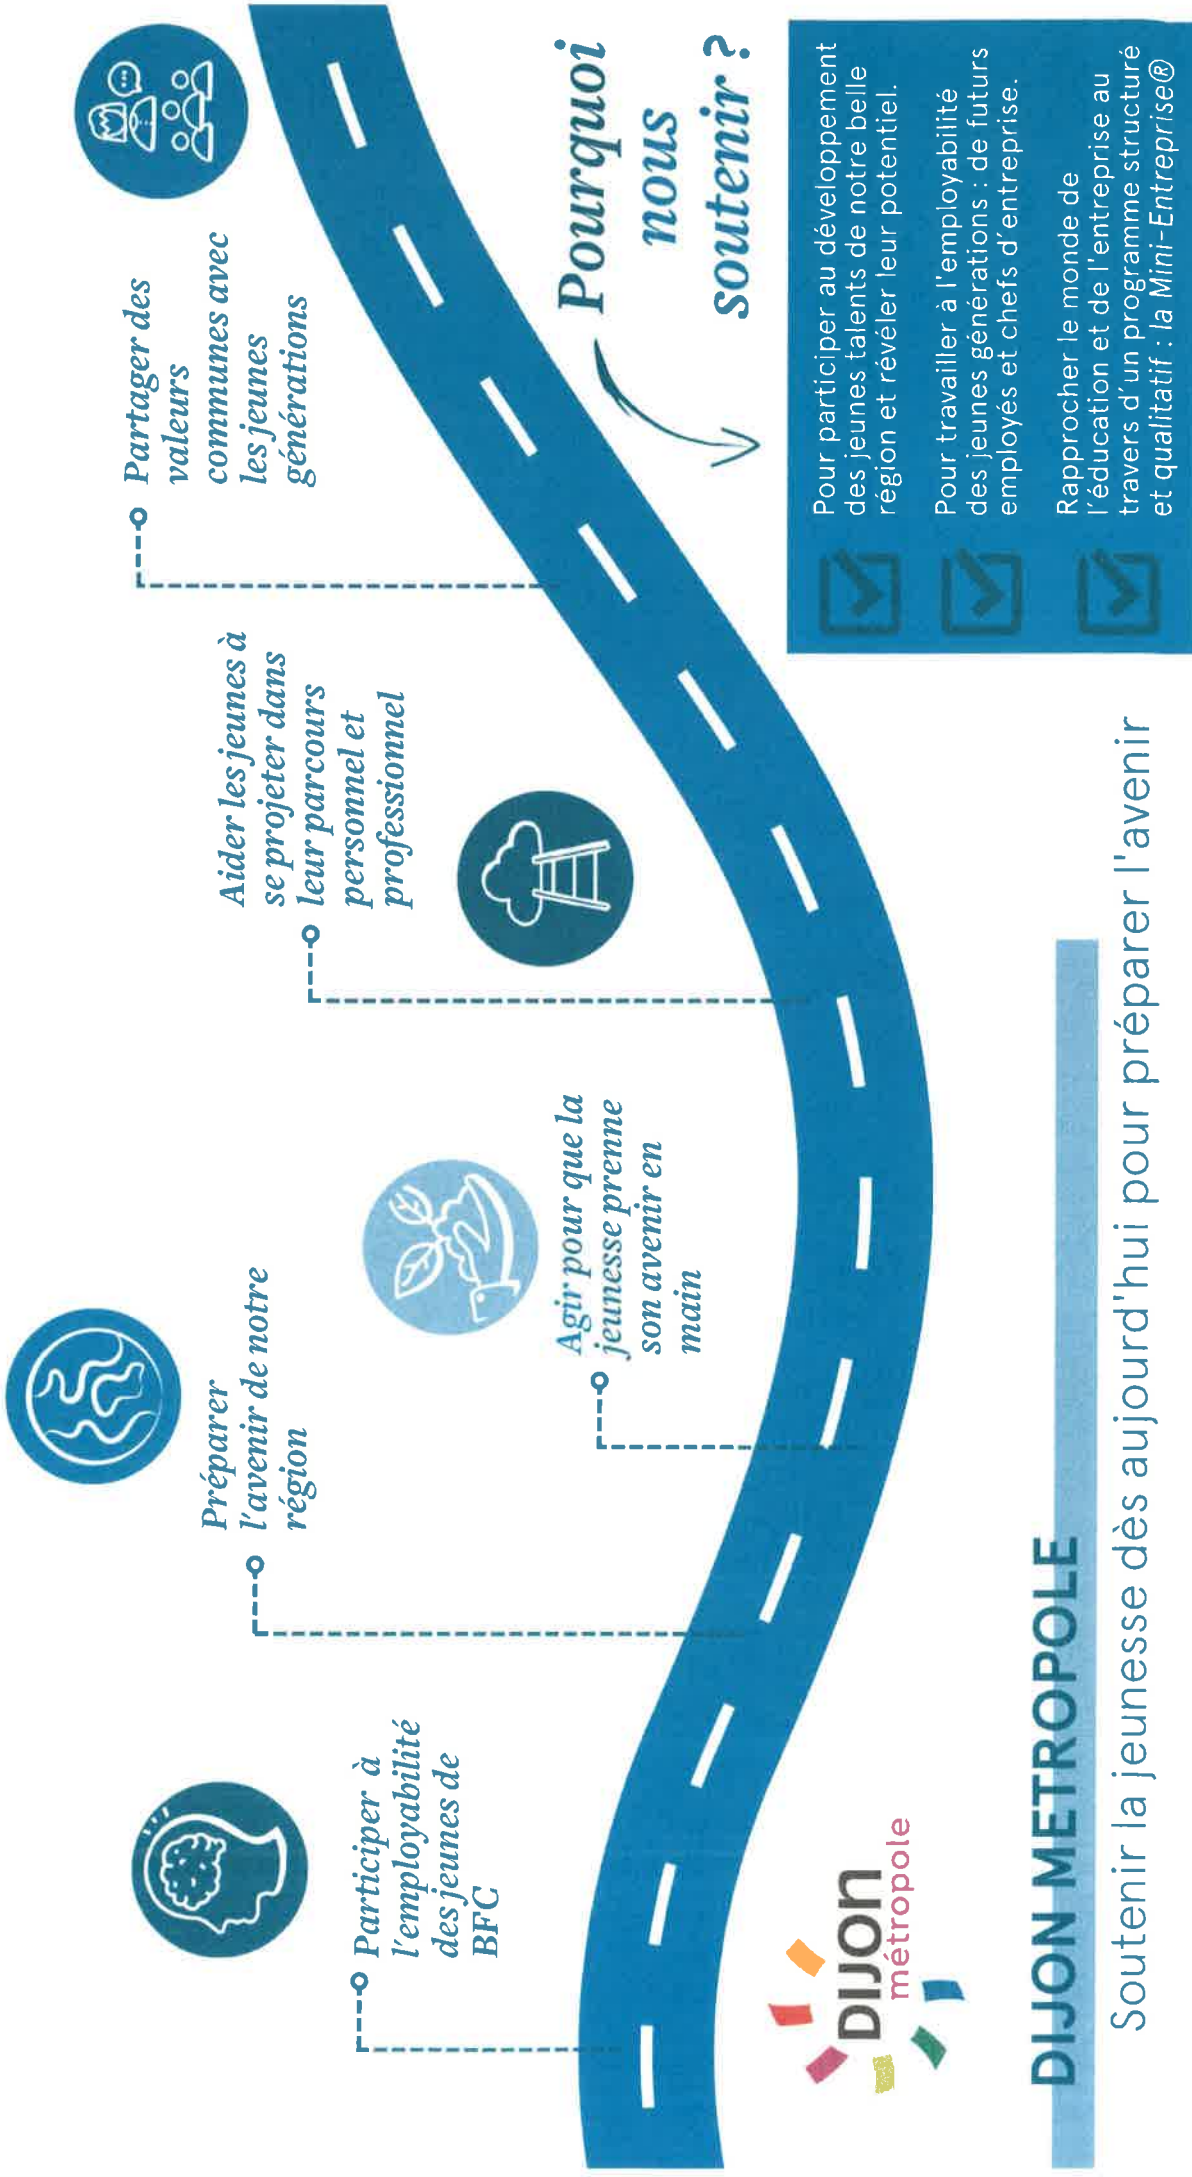 Participer à
l'employabilité
des jeunes de
BFC
Préparer
l'avenir de notre
région
Agir pour que la
jeunesse prenne
son avenir en
main
Aider les jeunes à
se projeter dans
leur parcours
personnel et
professionnel
Partager des
valeurs
communes avec
les jeunes
générations
Pourquoi
nous
soutenir ?
Pour participer au développement
des jeunes talents de notre belle
région et révéler leur potentiel.
Pour travailler à l'employabilité
des jeunes générations : de futurs
employés et chefs d'entreprise.
Rapprocher le monde de
l'éducation et de l'entreprise au
travers d'un programme structuré
et qualitatif : la Mini-Entreprise®
DIJON
métropole
DIJON METROPOLE
Soutenir la jeunesse dès aujourd'hui pour préparer l'avenir